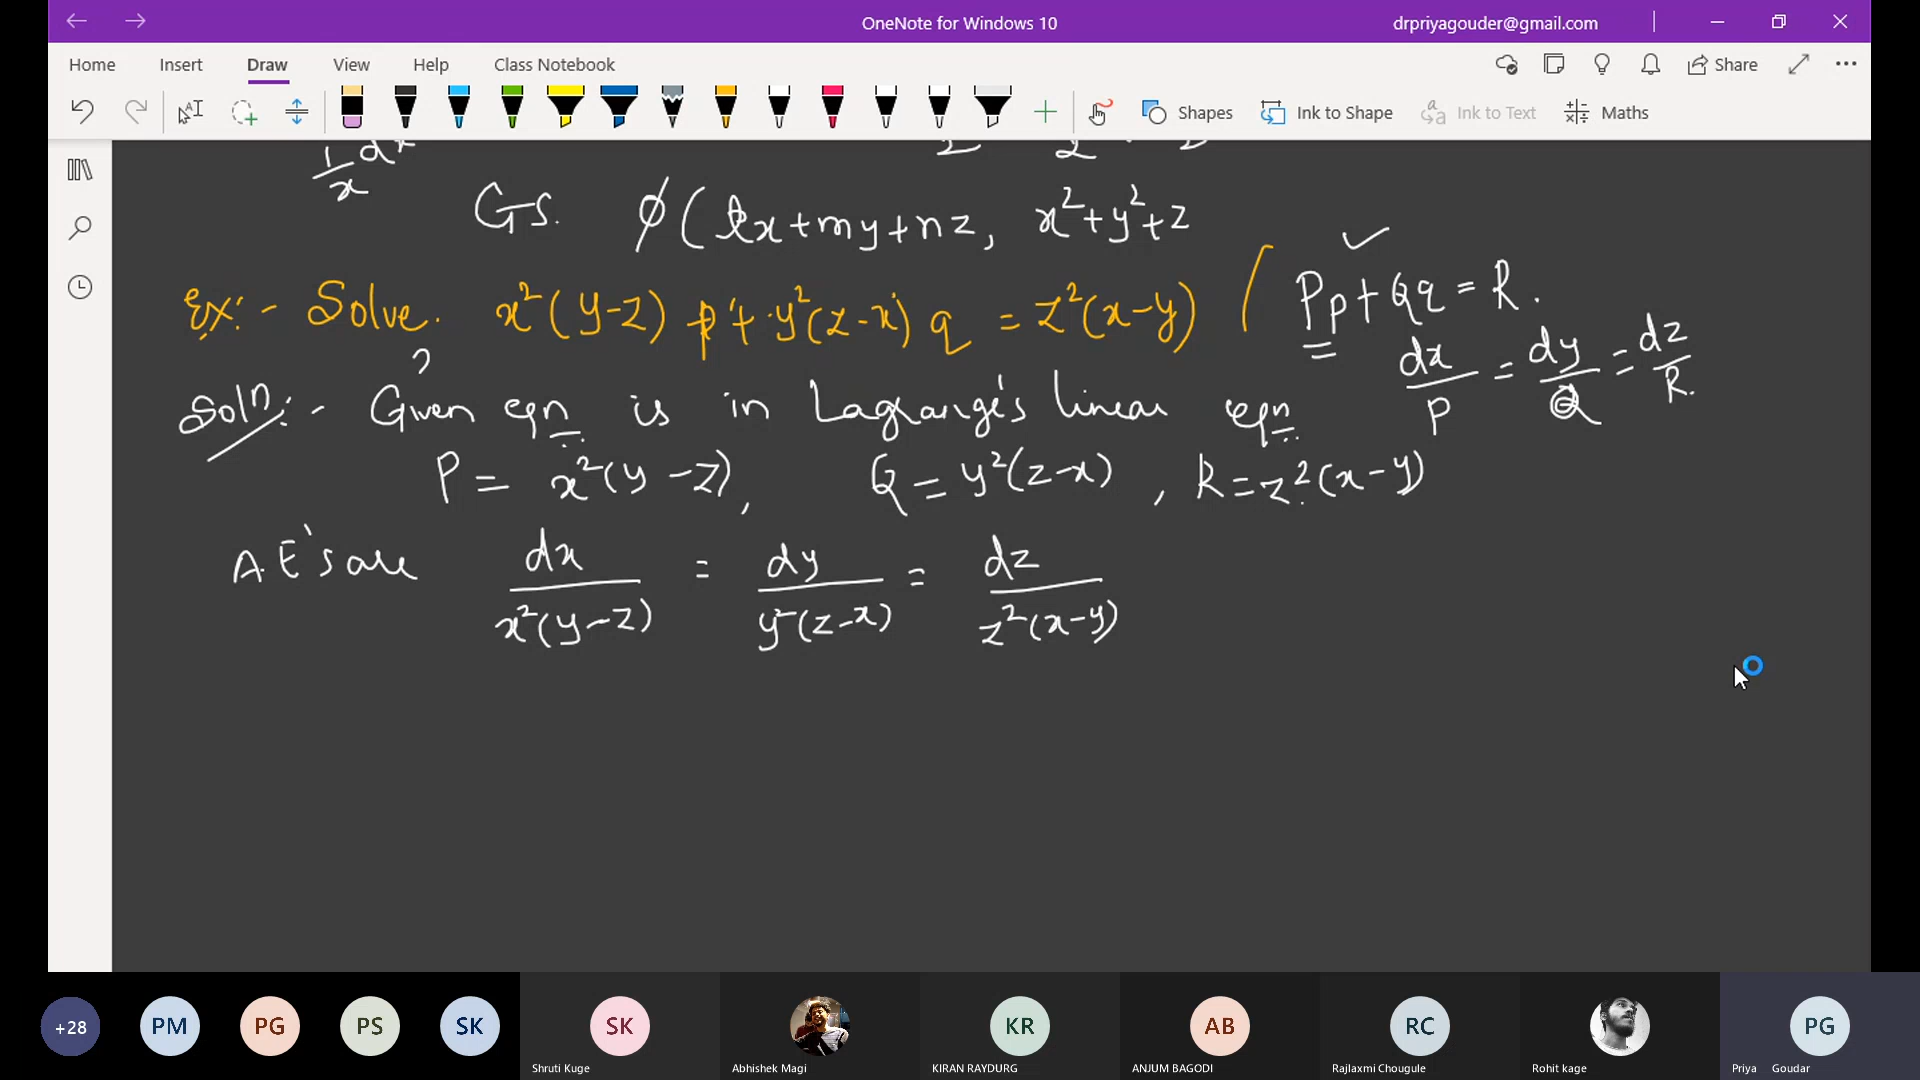 OneNote for Windows 10
drpriyagouder@gmail.com
Home Insert Draw View Help Class Notebook
Share
Shapes Ink to Shape Ink to Text Maths
1/x dx
2 2
G.S. ϕ(lx+my+nz, x²+y²+z
Ex:- Solve. x²(y-z) p + y²(z-x) q = z²(x-y)
Pp+Qq=R.
dx/P = dy/Q = dz/R.
Soln:- Given eqn is in Lagrange's linear eqn
P = x²(y-z), Q = y²(z-x), R = z²(x-y)
A.E's are dx/x²(y-z) = dy/y²(z-x) = dz/z²(x-y)
+28 PM PG PS SK SK KR AB RC PG
Shruti Kuge Abhishek Magi KIRAN RAYDURG ANJUM BAGODI Rajlaxmi Chougule Rohit kage Priya Goudar